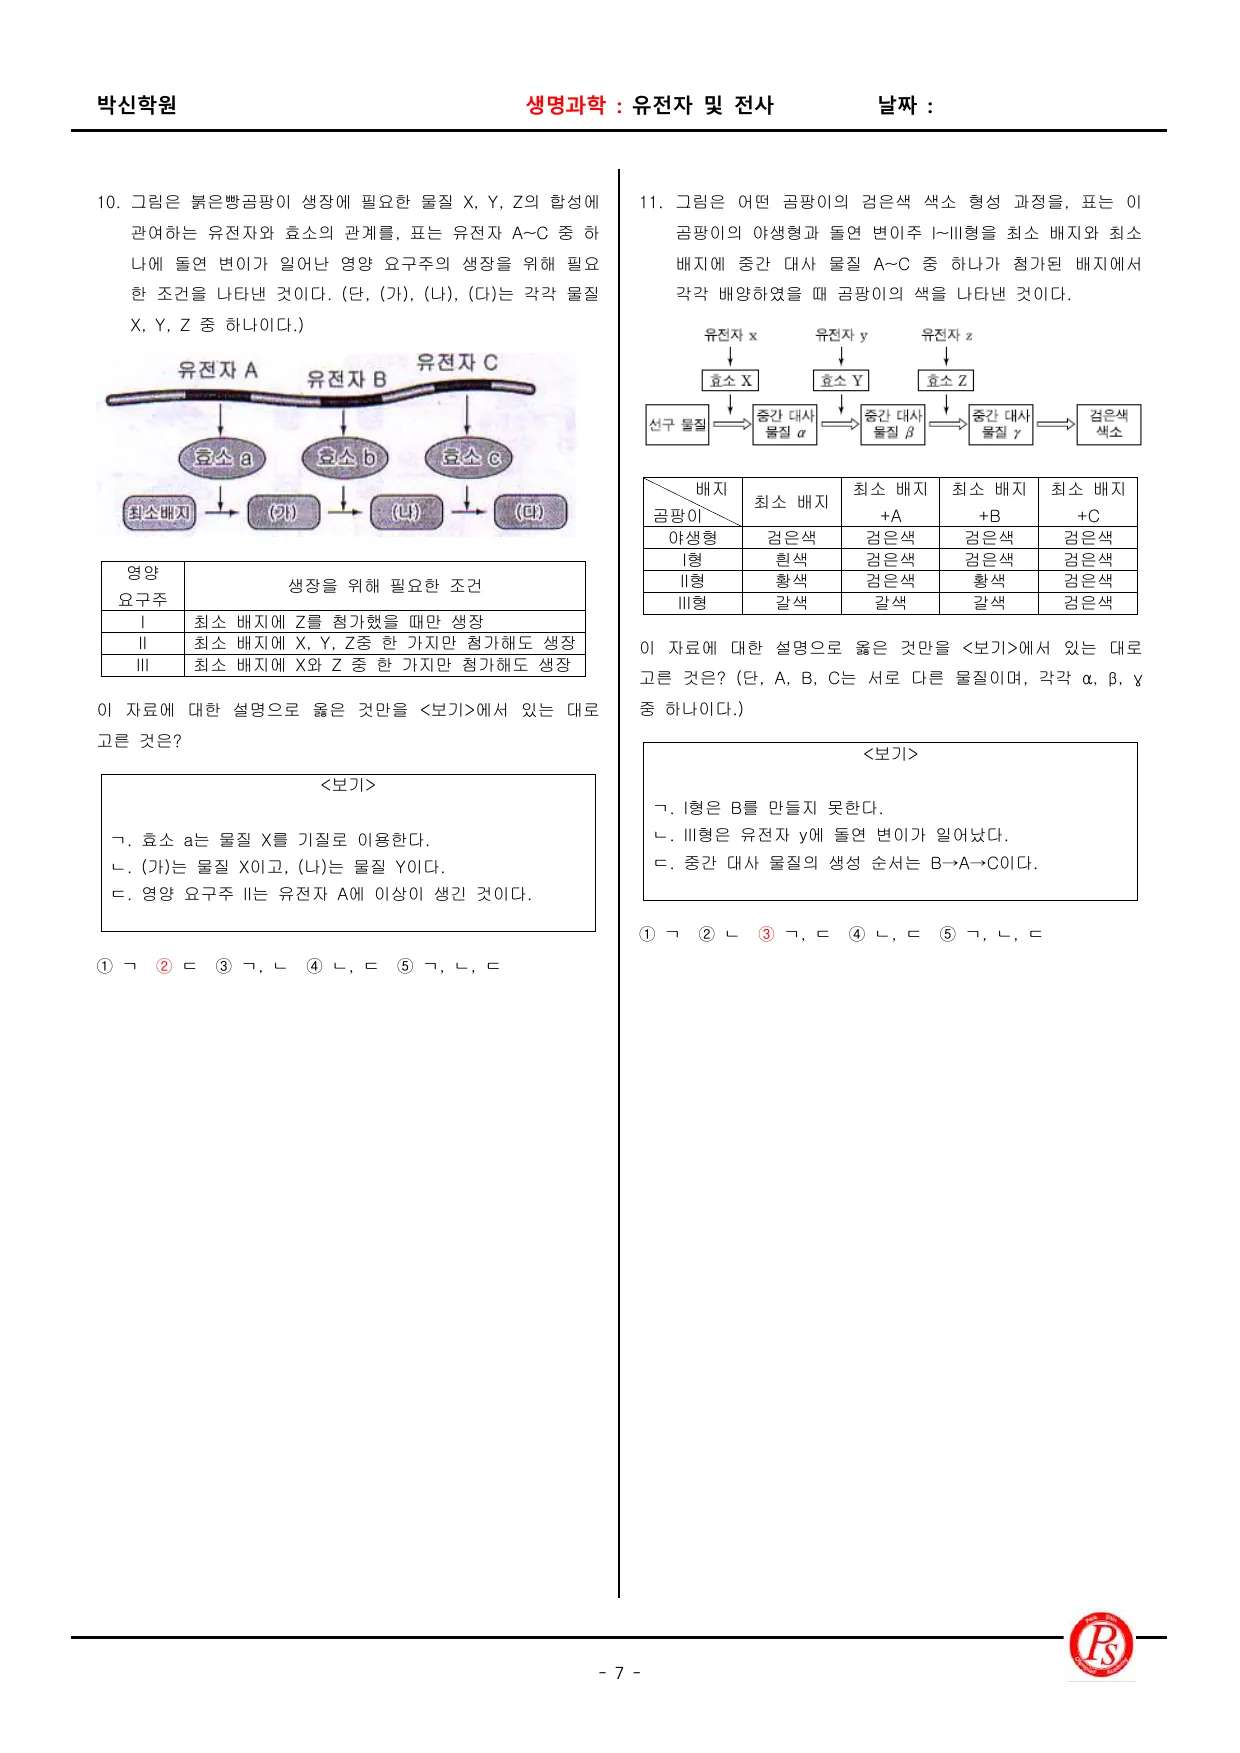 박신학원 생명과학 : 유전자 및 전사 날짜 :
10. 그림은 붉은빵곰팡이 생장에 필요한 물질 X, Y, Z의 합성에
관여하는 유전자와 효소의 관계를, 표는 유전자 A~C 중 하
나에 돌연 변이가 일어난 영양 요구주의 생장을 위해 필요
한 조건을 나타낸 것이다. (단, (가), (나), (다)는 각각 물질
X, Y, Z 중 하나이다.)
유전자 A 유전자 B 유전자 C
효소 a 효소 b 효소 c
최소배지 (가) (나) (다)
영양 요구주 생장을 위해 필요한 조건
I 최소 배지에 Z를 첨가했을 때만 생장
II 최소 배지에 X, Y, Z중 한 가지만 첨가해도 생장
III 최소 배지에 X와 Z 중 한 가지만 첨가해도 생장
이 자료에 대한 설명으로 옳은 것만을 <보기>에서 있는 대로
고른 것은?
<보기>
ㄱ. 효소 a는 물질 X를 기질로 이용한다.
ㄴ. (가)는 물질 X이고, (나)는 물질 Y이다.
ㄷ. 영양 요구주 II는 유전자 A에 이상이 생긴 것이다.
① ㄱ ② ㄷ ③ ㄱ, ㄴ ④ ㄴ, ㄷ ⑤ ㄱ, ㄴ, ㄷ
11. 그림은 어떤 곰팡이의 검은색 색소 형성 과정을, 표는 이
곰팡이의 야생형과 돌연 변이주 I~III형을 최소 배지와 최소
배지에 중간 대사 물질 A~C 중 하나가 첨가된 배지에서
각각 배양하였을 때 곰팡이의 색을 나타낸 것이다.
유전자 x 유전자 y 유전자 z
효소 X 효소 Y 효소 Z
선구 물질 중간 대사 물질 α 중간 대사 물질 β 중간 대사 물질 γ 검은색 색소
배지 곰팡이 최소 배지 최소 배지 +A 최소 배지 +B 최소 배지 +C
야생형 검은색 검은색 검은색 검은색
I형 흰색 검은색 검은색 검은색
II형 황색 검은색 황색 검은색
III형 갈색 갈색 갈색 검은색
이 자료에 대한 설명으로 옳은 것만을 <보기>에서 있는 대로
고른 것은? (단, A, B, C는 서로 다른 물질이며, 각각 α, β, ɣ
중 하나이다.)
<보기>
ㄱ. I형은 B를 만들지 못한다.
ㄴ. III형은 유전자 y에 돌연 변이가 일어났다.
ㄷ. 중간 대사 물질의 생성 순서는 B→A→C이다.
① ㄱ ② ㄴ ③ ㄱ, ㄷ ④ ㄴ, ㄷ ⑤ ㄱ, ㄴ, ㄷ
- 7 -
PS